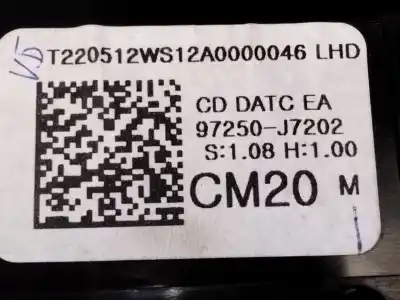 T220512WS12A0000046 LHD
CD DATC EA
97250-J7202
S:1.08 H:1.00
CM20 M